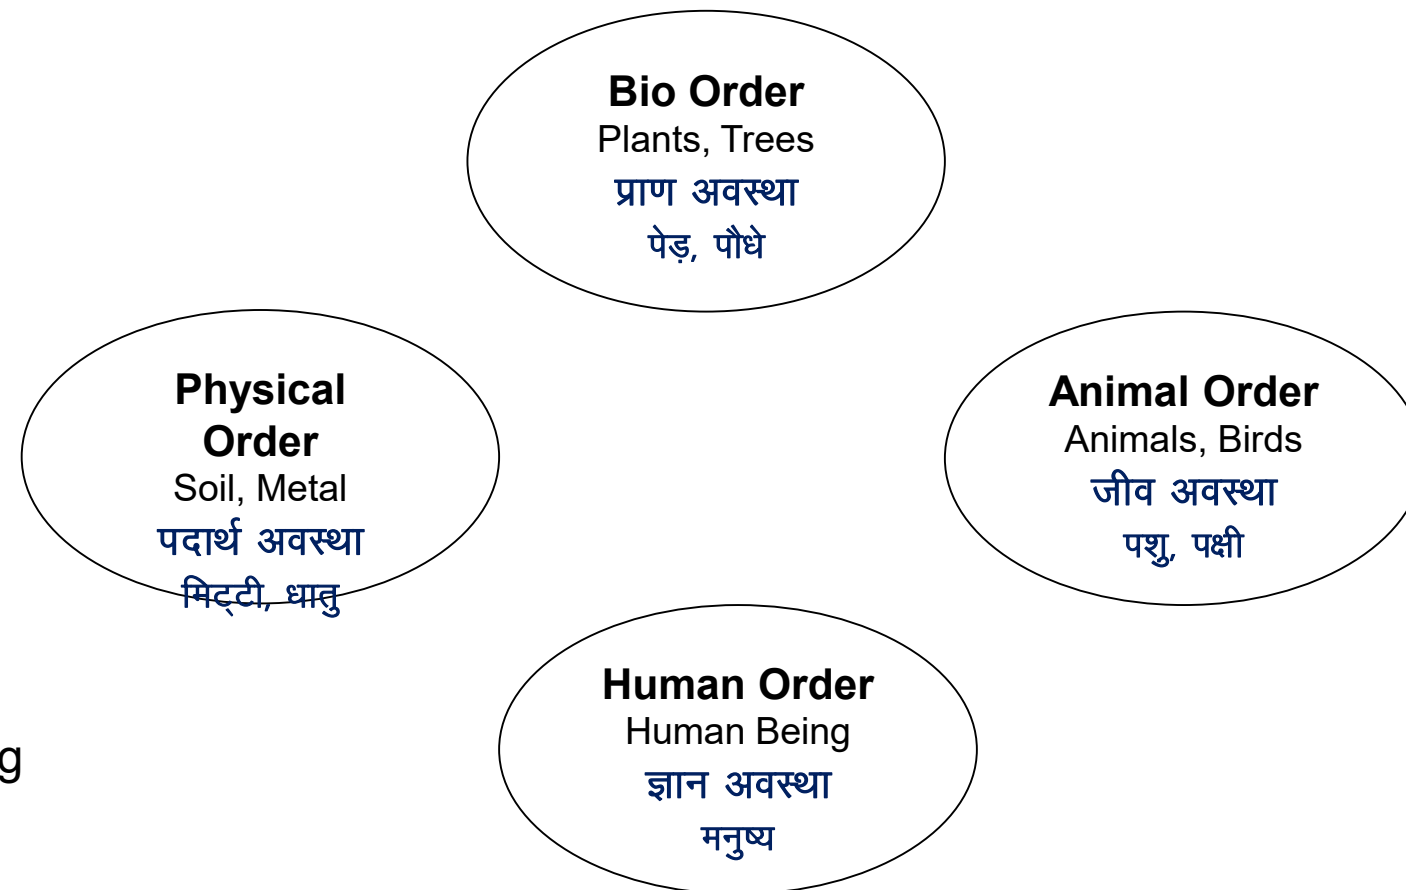 Bio Order
Plants, Trees
प्राण अवस्था
पेड़, पौधे
Physical
Order
Soil, Metal
पदार्थ अवस्था
मिट्टी, धातु
Animal Order
Animals, Birds
जीव अवस्था
पशु, पक्षी
Human Order
Human Being
ज्ञान अवस्था
मनुष्य
g